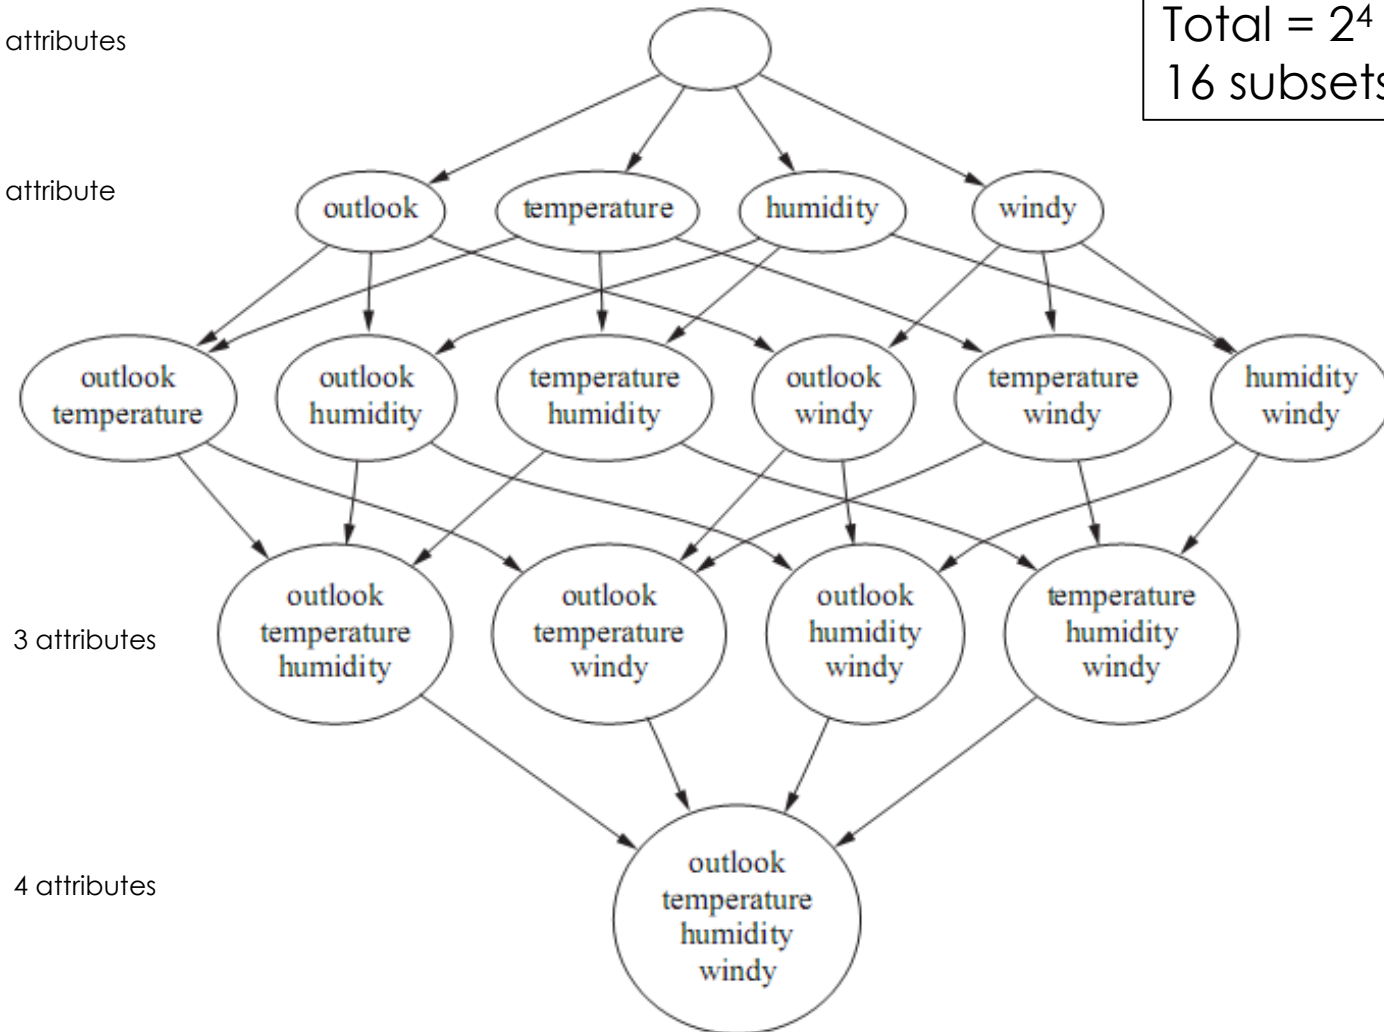 attributes
Total = 2⁴
16 subsets
attribute
outlook
temperature
humidity
windy
outlook
temperature
outlook
humidity
temperature
humidity
outlook
windy
temperature
windy
humidity
windy
3 attributes
outlook
temperature
humidity
outlook
temperature
windy
outlook
humidity
windy
temperature
humidity
windy
4 attributes
outlook
temperature
humidity
windy